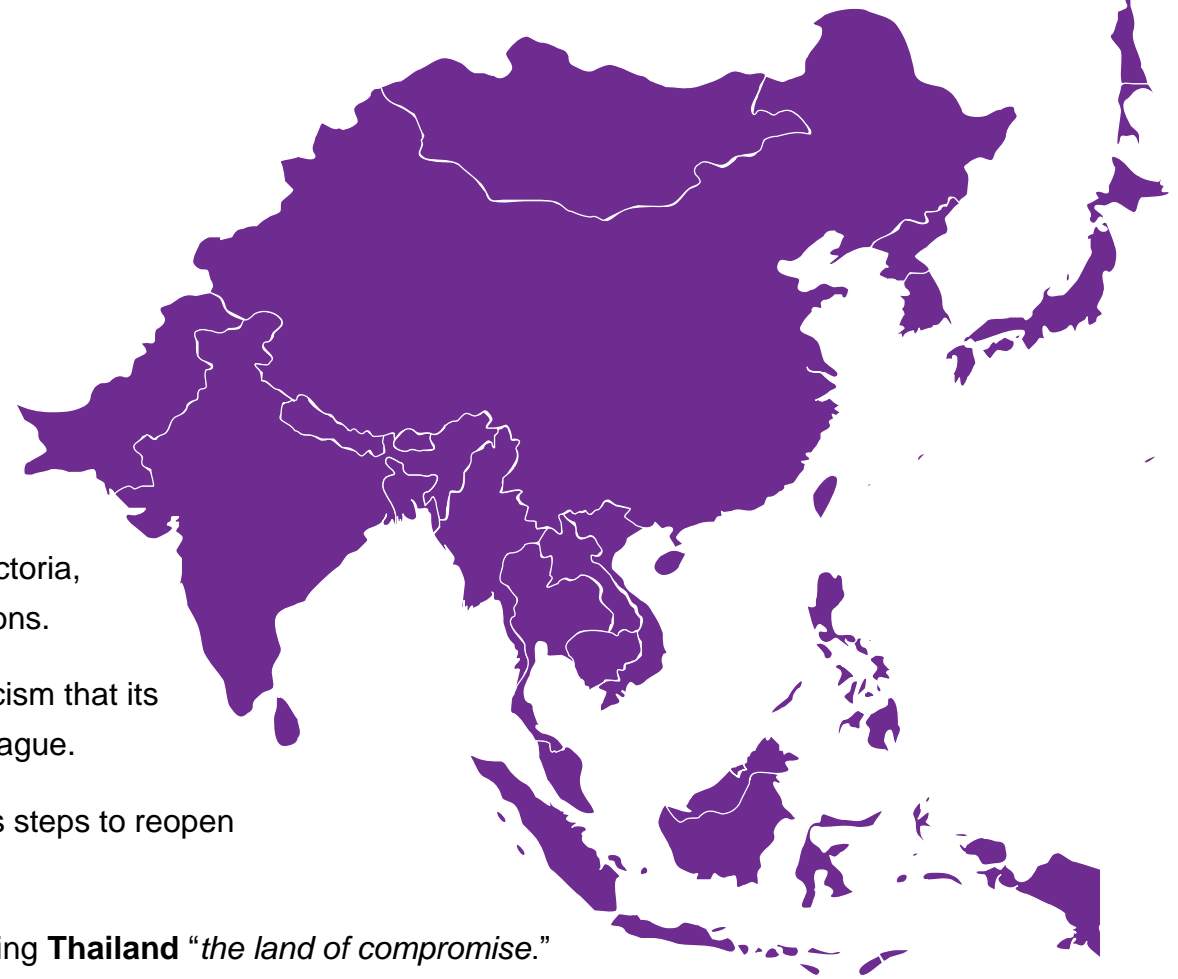 ctoria,
ons.
cism that its
ague.
s steps to reopen
ing Thailand “the land of compromise.”